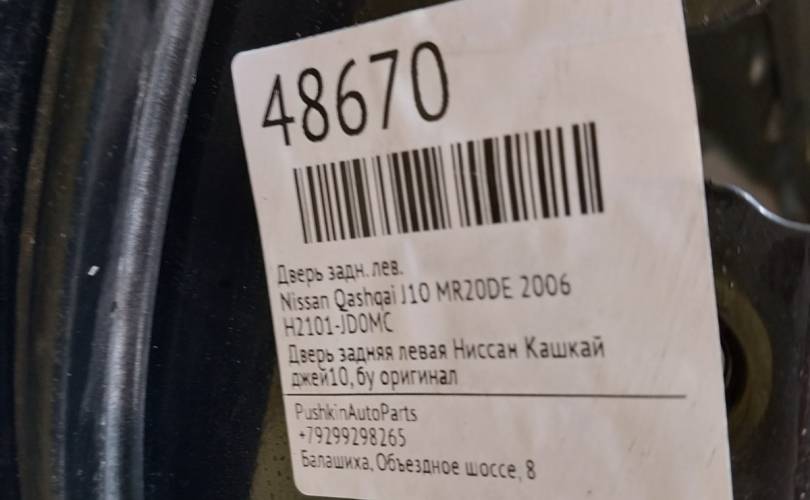 48670
Дверь задн. лев.
Nissan Qashqai J10 MR20DE 2006
H2101-JD0MC
Дверь задняя левая Ниссан Кашкай
джей10, бу оригинал
PushkinAutoParts
+79299298265
Балашиха, Объездное шоссе, 8